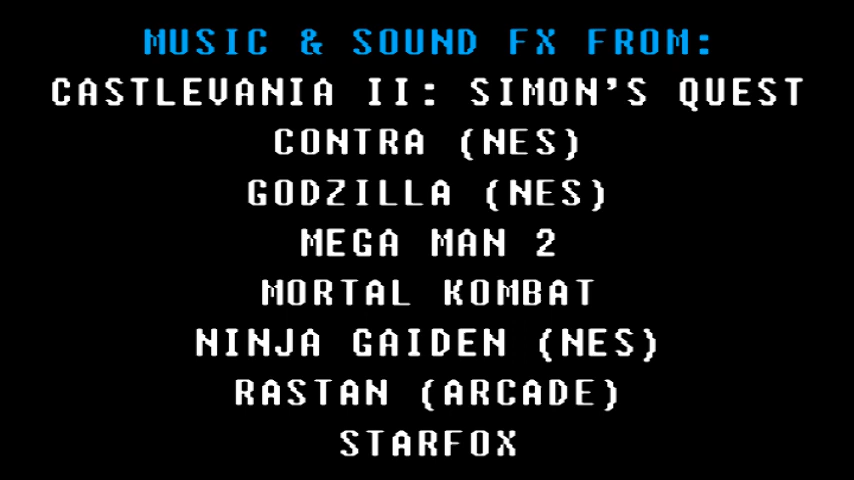 MUSIC & SOUND FX FROM:
CASTLEVANIA II: SIMON'S QUEST
CONTRA (NES)
GODZILLA (NES)
MEGA MAN 2
MORTAL KOMBAT
NINJA GAIDEN (NES)
RASTAN (ARCADE)
STARFOX